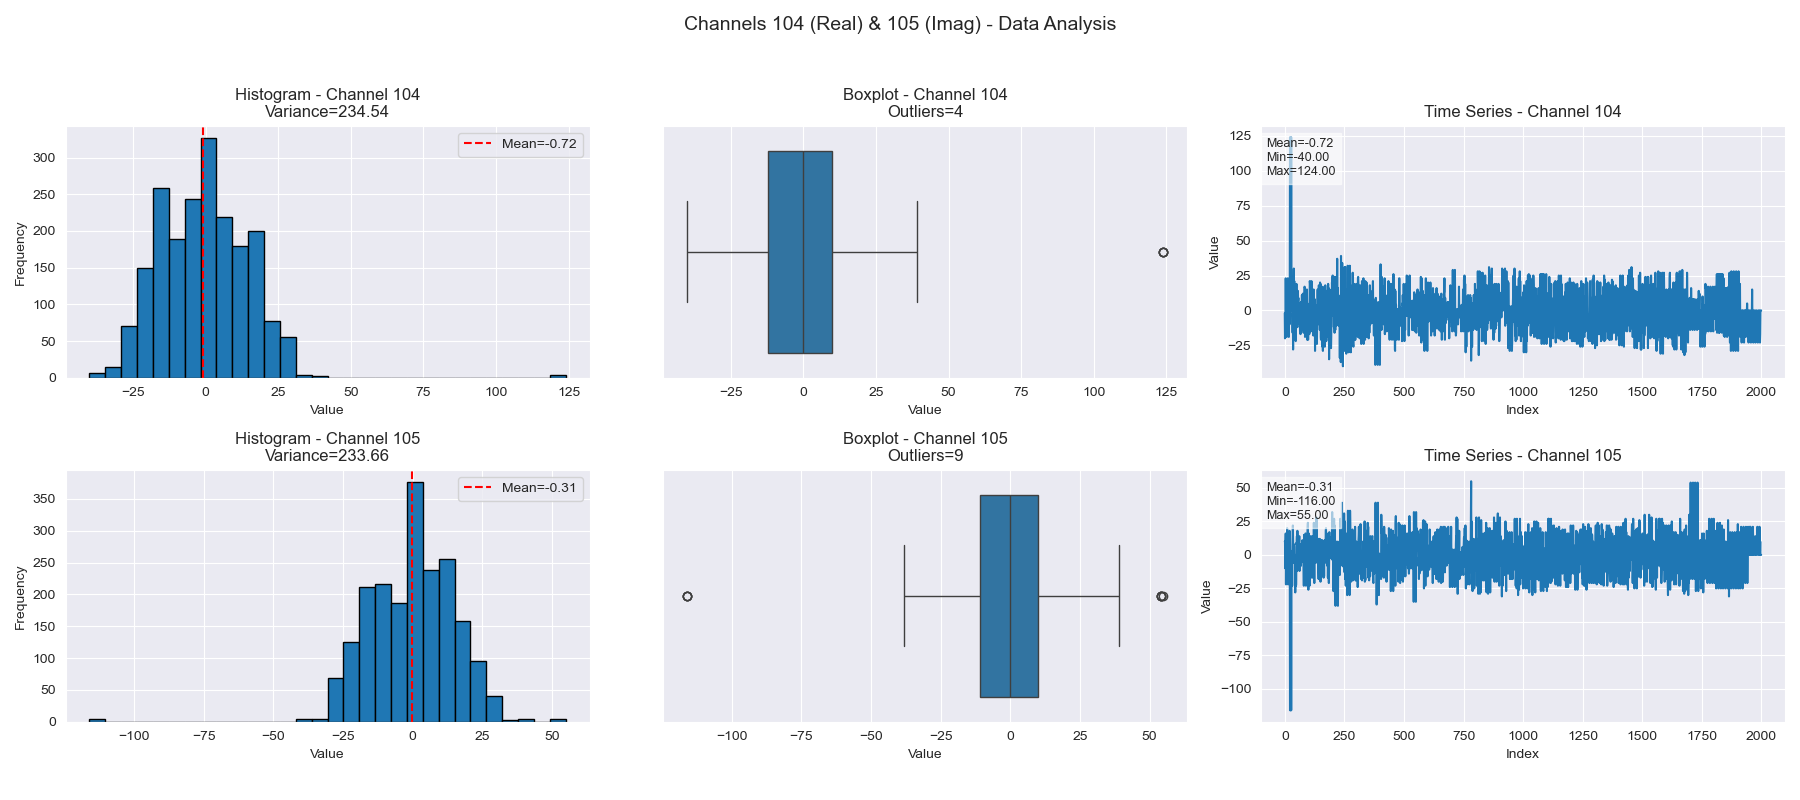 Channels 104 (Real) & 105 (Imag) - Data Analysis
Histogram - Channel 104
Variance=234.54
Mean=-0.72
Frequency
300
250
200
150
100
50
0
−25 0 25 50 75 100 125
Value
Boxplot - Channel 104
Outliers=4
−25 0 25 50 75 100 125
Value
Time Series - Channel 104
Mean=-0.72
Min=-40.00
Max=124.00
Value
125
100
75
50
25
0
−25
0 250 500 750 1000 1250 1500 1750 2000
Index
Histogram - Channel 105
Variance=233.66
Mean=-0.31
Frequency
350
300
250
200
150
100
50
0
−100 −75 −50 −25 0 25 50
Value
Boxplot - Channel 105
Outliers=9
−100 −75 −50 −25 0 25 50
Value
Time Series - Channel 105
Mean=-0.31
Min=-116.00
Max=55.00
Value
50
25
0
−25
−50
−75
−100
0 250 500 750 1000 1250 1500 1750 2000
Index